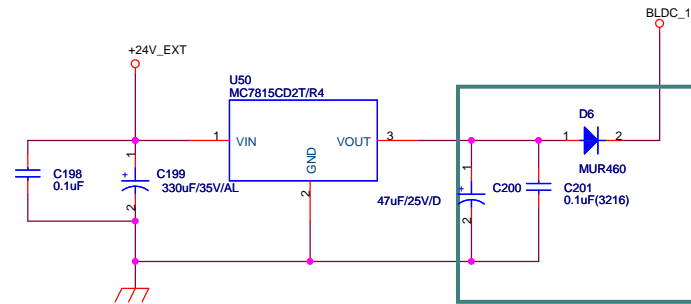 BLDC_1
+24V_EXT
U50
MC7815CD2T/R4
D6
1
VIN
VOUT
3
1
2
GND
MUR460
1
C198
0.1uF
C199
330uF/35V/AL
2
2
1
47uF/25V/D
C200
2
C201
0.1uF(3216)